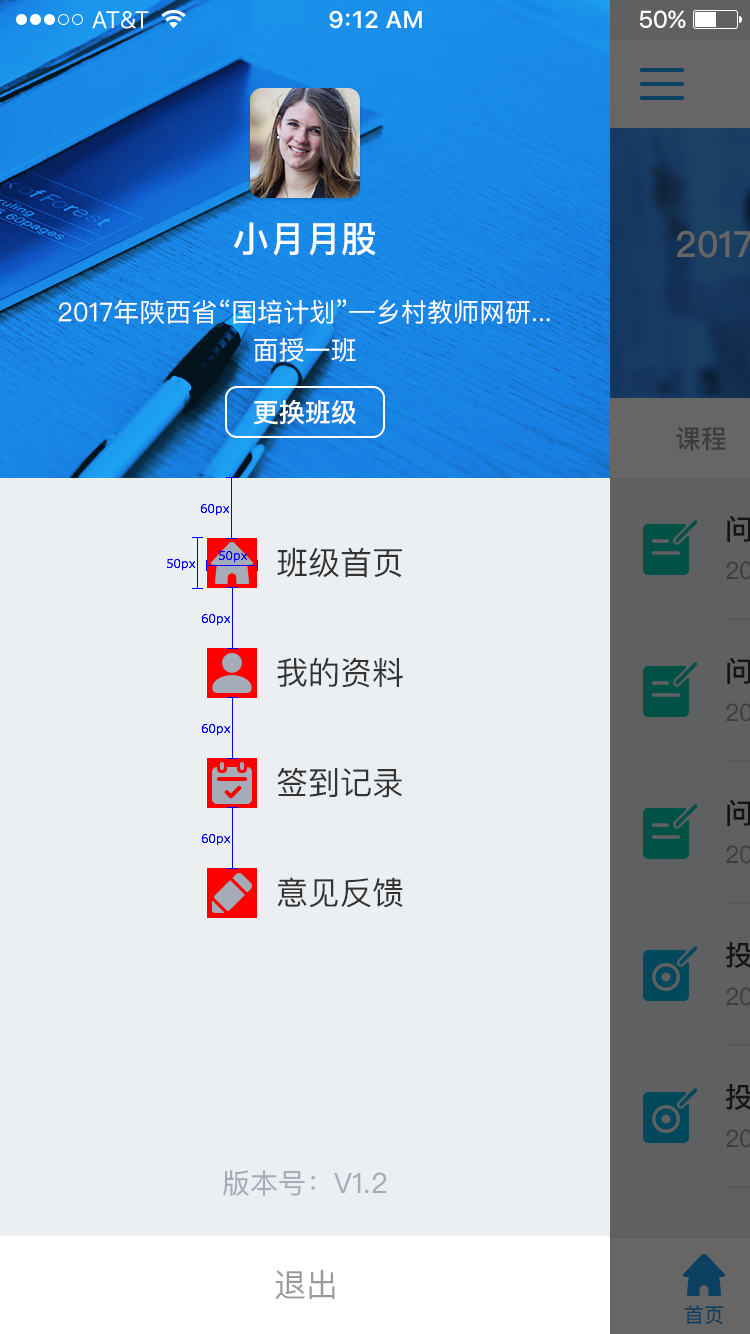 AT&T 9:12 AM 50%
k of Forest
ruling
60pages
小月月股
2017
2017年陕西省“国培计划”—乡村教师网研...
面授一班
更换班级
课程
60px
问
50px
50px
班级首页
20
60px
问
我的资料
20
60px
签到记录
问
60px
20
意见反馈
投
20
投
20
版本号：V1.2
退出
首页